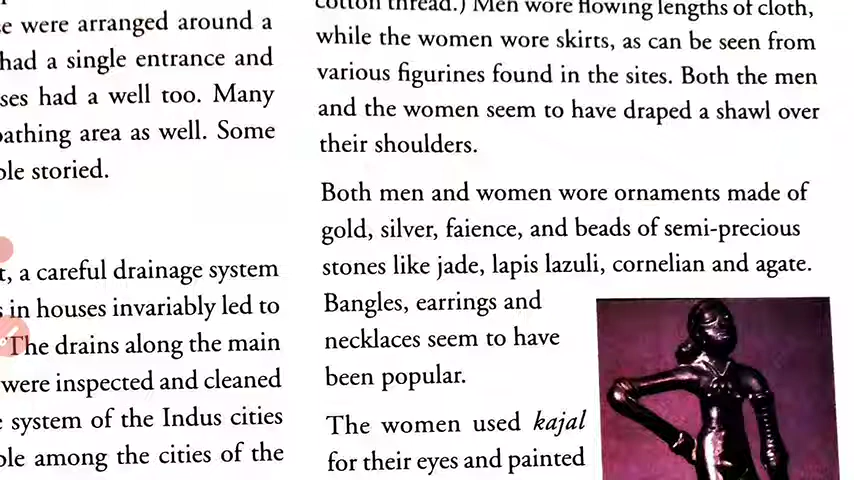 e were arranged around a
had a single entrance and
ses had a well too. Many
bathing area as well. Some
ble storied.
t, a careful drainage system
s in houses invariably led to
The drains along the main
were inspected and cleaned
e system of the Indus cities
ble among the cities of the
cotton thread.) Men wore flowing lengths of cloth,
while the women wore skirts, as can be seen from
various figurines found in the sites. Both the men
and the women seem to have draped a shawl over
their shoulders.
Both men and women wore ornaments made of
gold, silver, faience, and beads of semi-precious
stones like jade, lapis lazuli, cornelian and agate.
Bangles, earrings and
necklaces seem to have
been popular.
The women used kajal
for their eyes and painted